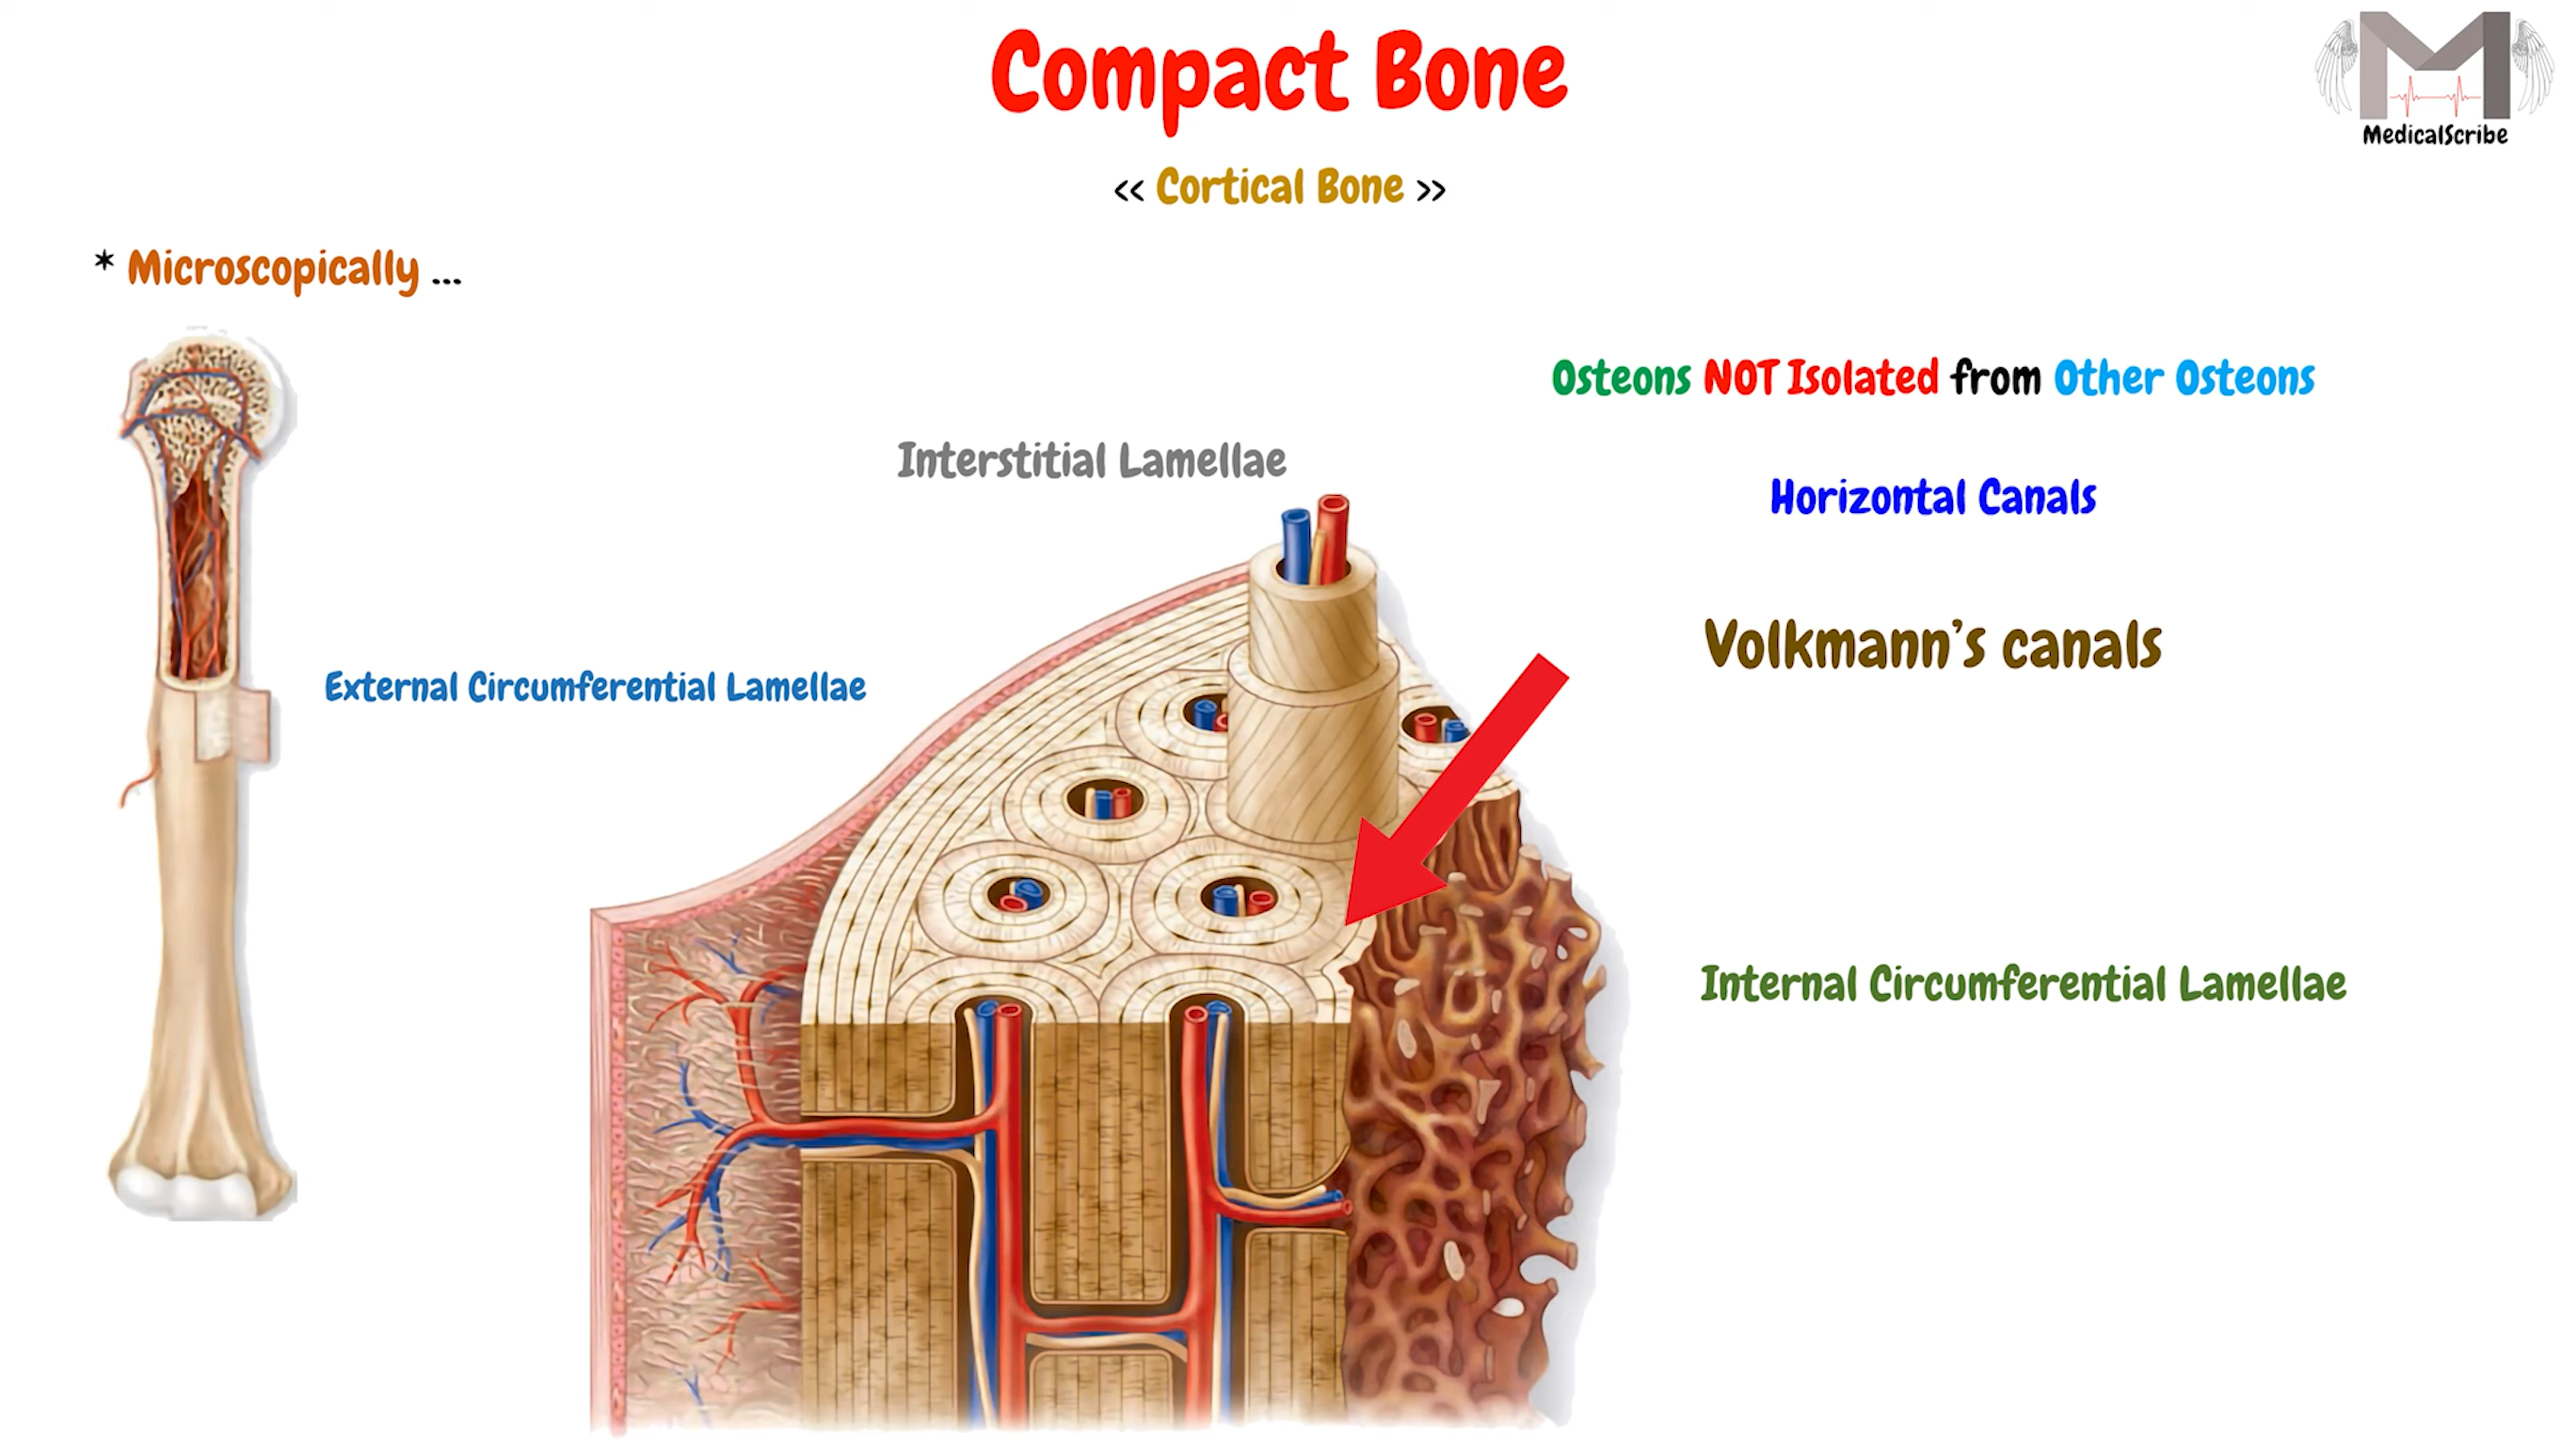 Compact Bone
MedicalScribe
<< Cortical Bone >>
* Microscopically ...
Osteons NOT Isolated from Other Osteons
Interstitial Lamellae
Horizontal Canals
Volkmann's canals
External Circumferential Lamellae
Internal Circumferential Lamellae